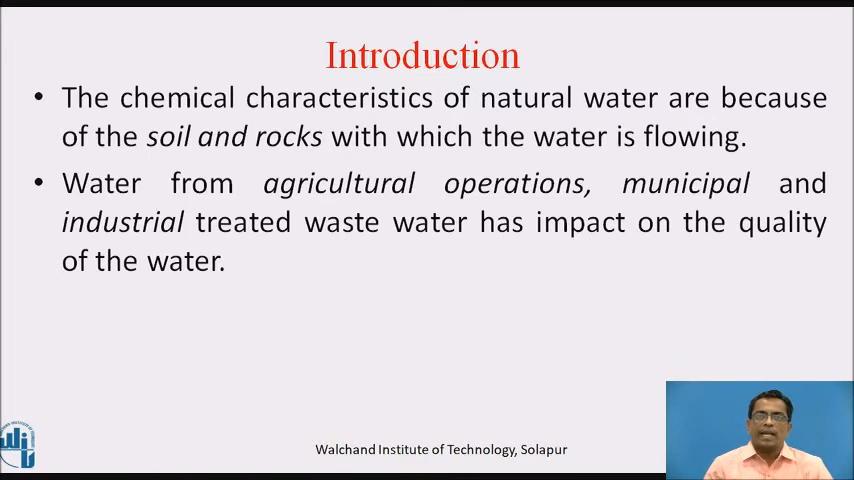 Introduction
• The chemical characteristics of natural water are because
of the soil and rocks with which the water is flowing.
• Water from agricultural operations, municipal and
industrial treated waste water has impact on the quality
of the water.
Walchand Institute of Technology, Solapur